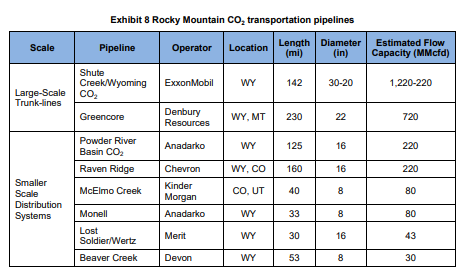 Exhibit 8 Rocky Mountain CO₂ transportation pipelines
Scale Pipeline Operator Location Length (mi) Diameter (in) Estimated Flow Capacity (MMcfd)
Large-Scale Trunk-lines
Shute Creek/Wyoming CO₂ ExxonMobil WY 142 30-20 1,220-220
Greencore Denbury Resources WY, MT 230 22 720
Smaller Scale Distribution Systems
Powder River Basin CO₂ Anadarko WY 125 16 220
Raven Ridge Chevron WY, CO 160 16 220
McElmo Creek Kinder Morgan CO, UT 40 8 80
Monell Anadarko WY 33 8 80
Lost Soldier/Wertz Merit WY 30 16 43
Beaver Creek Devon WY 53 8 30